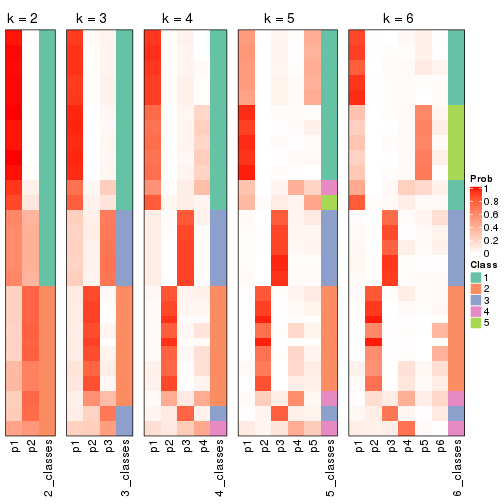 k = 2 k = 3 k = 4 k = 5 k = 6
Prob
1
0.8
0.6
0.4
0.2
0
Class
1
2
3
4
5
p1 p2 2_classes p1 p2 p3 3_classes p1 p2 p3 p4 4_classes p1 p2 p3 p4 p5 5_classes p1 p2 p3 p4 p5 p6 6_classes